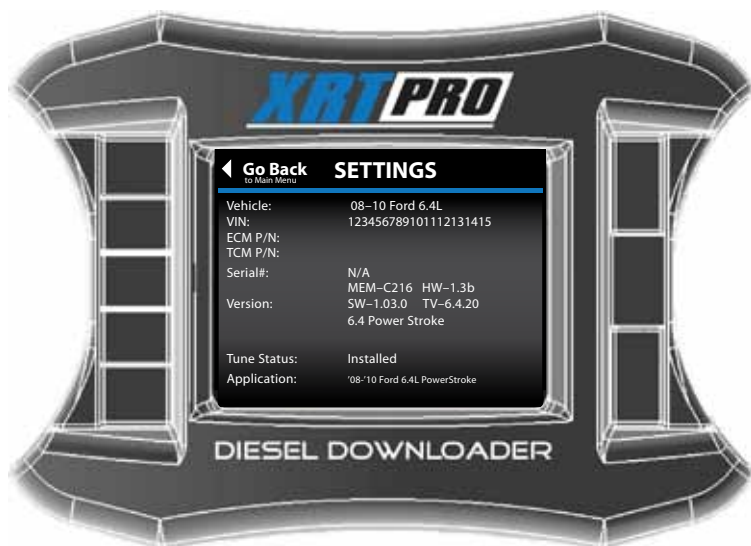 XRT PRO
Go Back SETTINGS
to Main Menu
Vehicle: 08–10 Ford 6.4L
VIN: 123456789101112131415
ECM P/N:
TCM P/N:
Serial#: N/A
MEM–C216 HW–1.3b
Version: SW–1.03.0 TV–6.4.20
6.4 Power Stroke
Tune Status: Installed
Application: '08-'10 Ford 6.4L PowerStroke
DIESEL DOWNLOADER